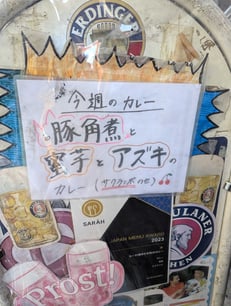 ERDINGER
今週のカレー
豚角煮と
蜜芋とアズキの
カレー(サクランボのせ)🍒
SARAH
JAPAN MENU AWARD
2023
PAULANER
MÜNCHEN
Prost!